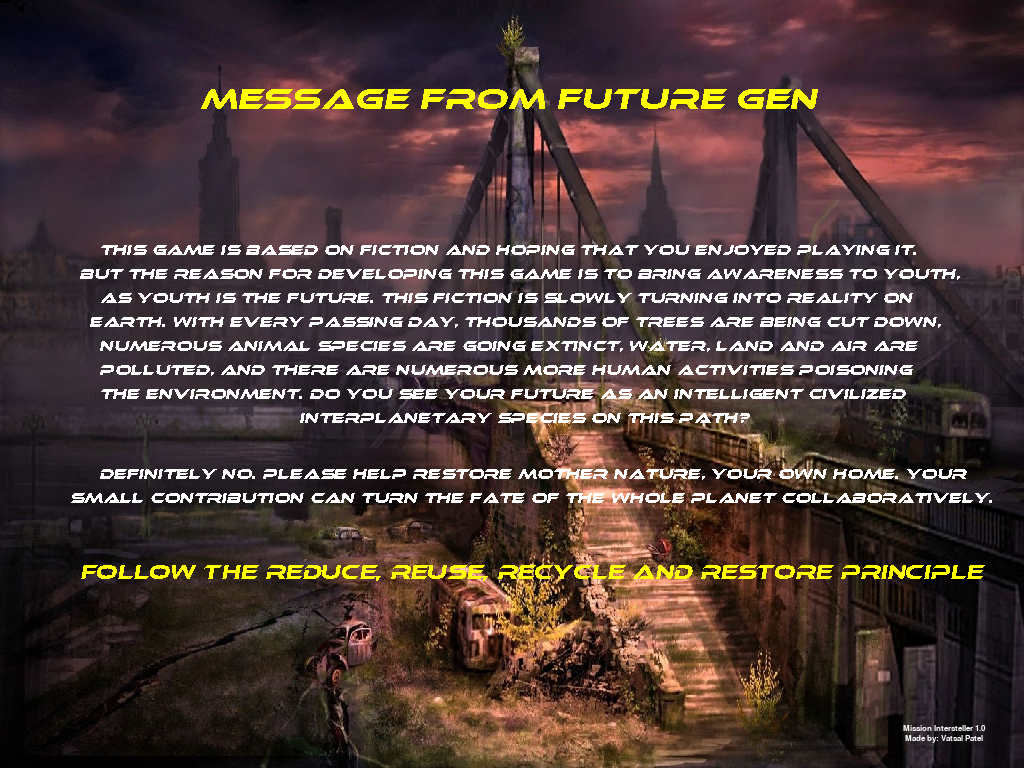 MESSAGE FROM FUTURE GEN
THIS GAME IS BASED ON FICTION AND HOPING THAT YOU ENJOYED PLAYING IT.
BUT THE REASON FOR DEVELOPING THIS GAME IS TO BRING AWARENESS TO YOUTH,
AS YOUTH IS THE FUTURE. THIS FICTION IS SLOWLY TURNING INTO REALITY ON
EARTH. WITH EVERY PASSING DAY, THOUSANDS OF TREES ARE BEING CUT DOWN,
NUMEROUS ANIMAL SPECIES ARE GOING EXTINCT, WATER, LAND AND AIR ARE
POLLUTED, AND THERE ARE NUMEROUS MORE HUMAN ACTIVITIES POISONING
THE ENVIRONMENT. DO YOU SEE YOUR FUTURE AS AN INTELLIGENT CIVILIZED
INTERPLANETARY SPECIES ON THIS PATH?
DEFINITELY NO. PLEASE HELP RESTORE MOTHER NATURE, YOUR OWN HOME. YOUR
SMALL CONTRIBUTION CAN TURN THE FATE OF THE WHOLE PLANET COLLABORATIVELY.
FOLLOW THE REDUCE, REUSE, RECYCLE AND RESTORE PRINCIPLE
Mission Intersteller 1.0
Made by: Vatsal Patel